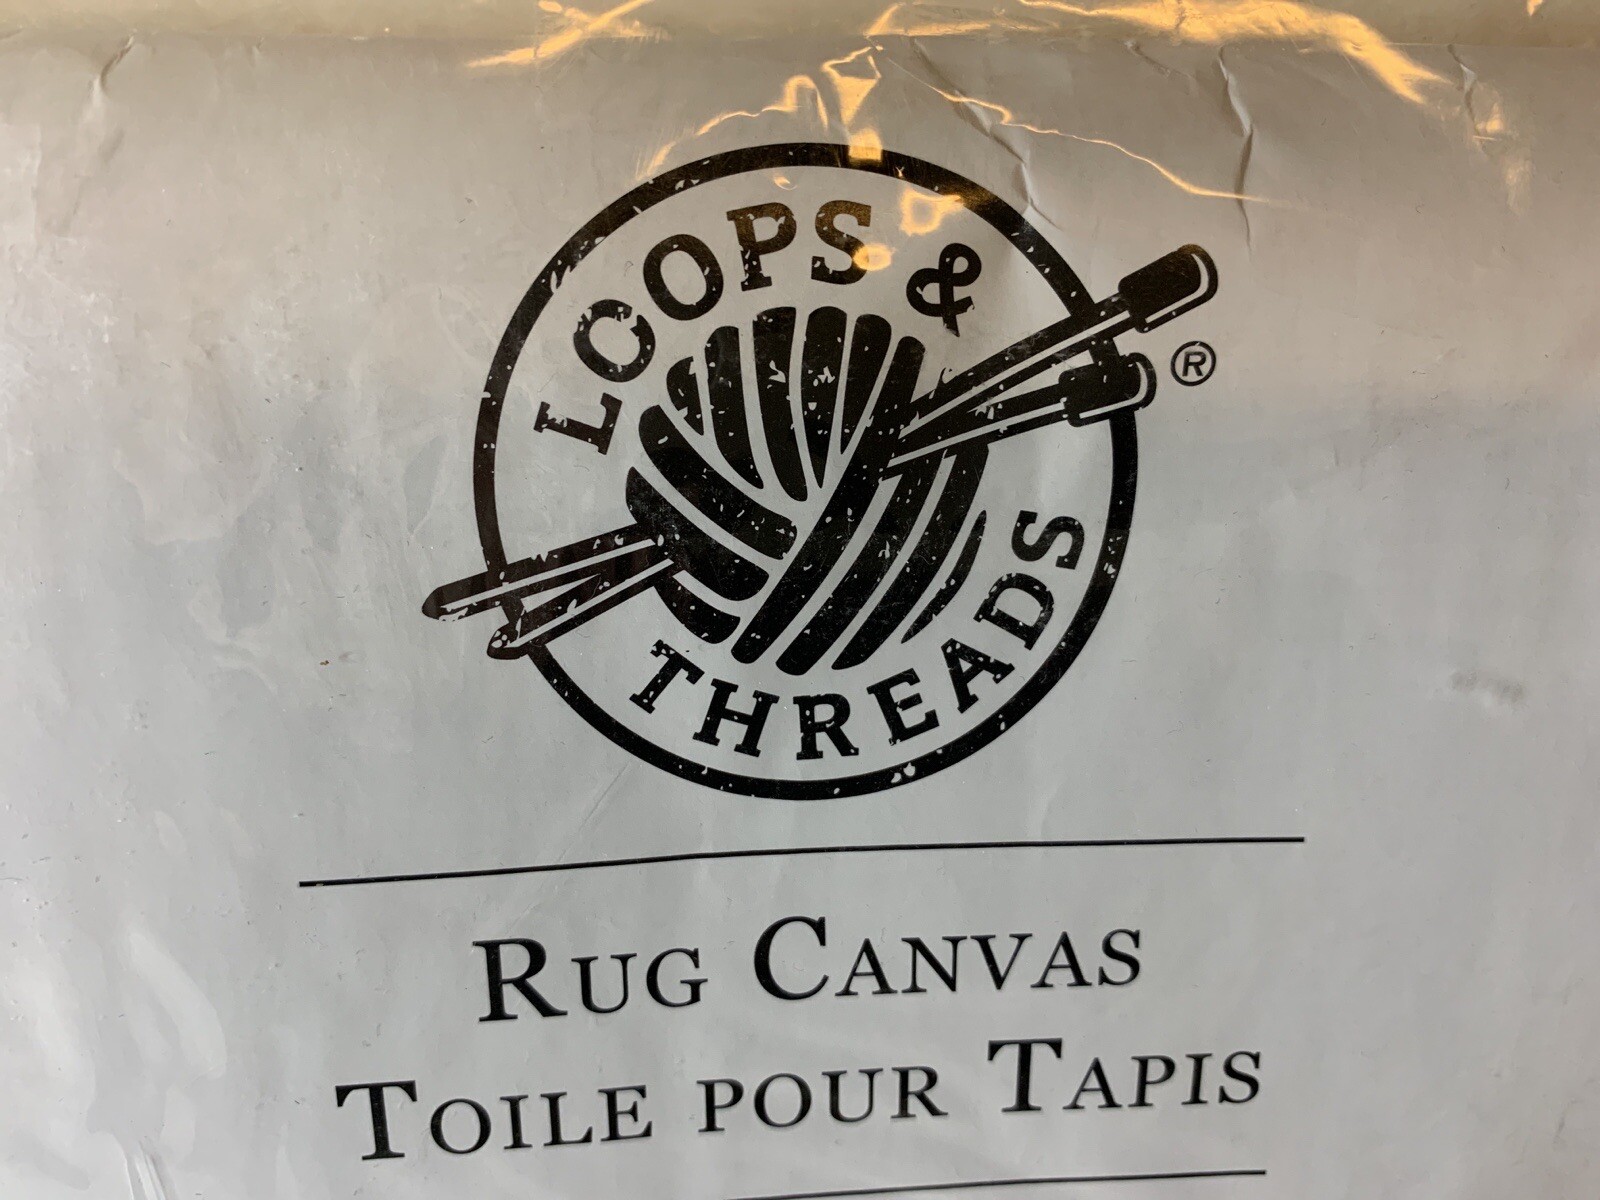 LOOPS &
THREADS
®
RUG CANVAS
TOILE POUR TAPIS